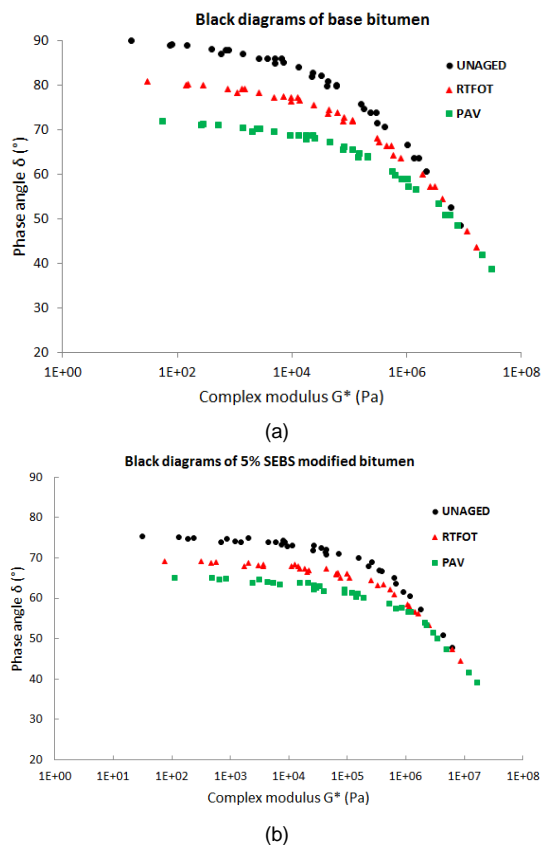 Black diagrams of base bitumen
90
80
70
60
50
40
30
20
Phase angle δ (°)
UNAGED
RTFOT
PAV
1E+00 1E+02 1E+04 1E+06 1E+08
Complex modulus G* (Pa)
(a)
Black diagrams of 5% SEBS modified bitumen
90
80
70
60
50
40
30
20
Phase angle δ (°)
UNAGED
RTFOT
PAV
1E+00 1E+01 1E+02 1E+03 1E+04 1E+05 1E+06 1E+07 1E+08
Complex modulus G* (Pa)
(b)